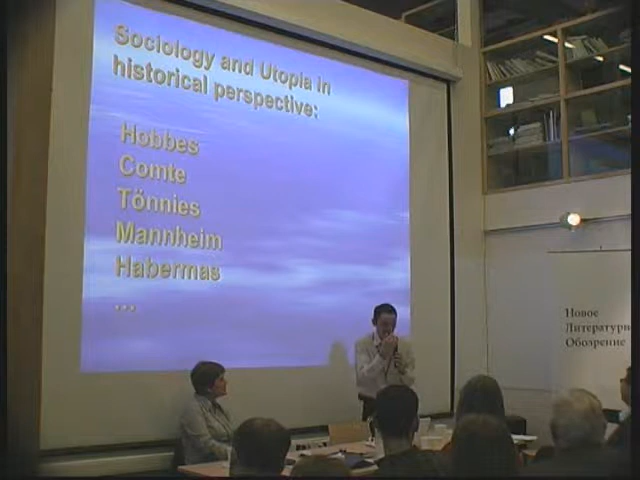 Sociology and Utopia in
historical perspective:
Hobbes
Comte
Tönnies
Mannheim
Habermas
...
Новое
Литературн
Обозрение